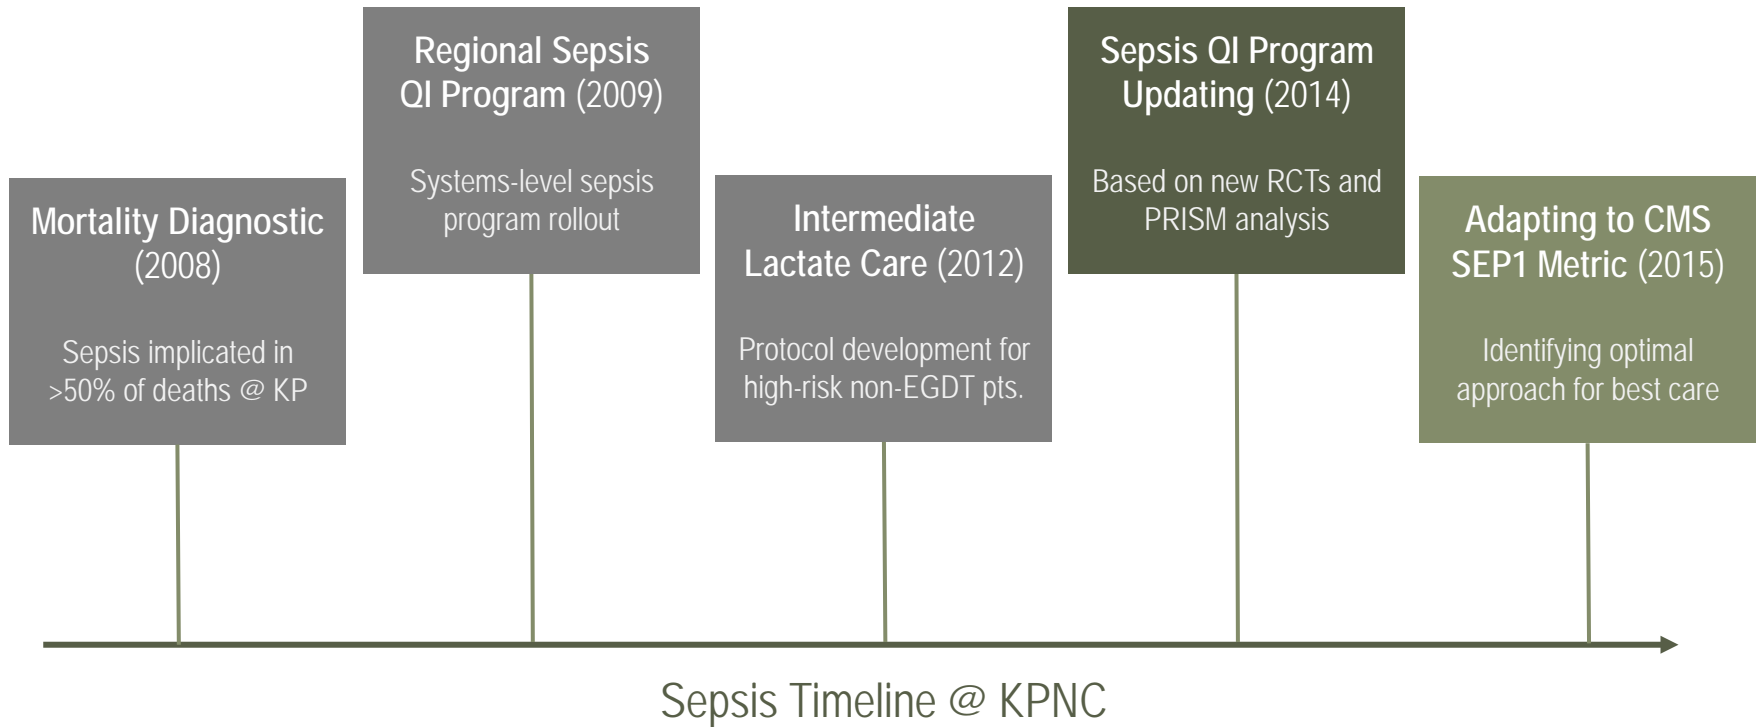 Mortality Diagnostic
(2008)
Sepsis implicated in
>50% of deaths @ KP
Regional Sepsis
QI Program (2009)
Systems-level sepsis
program rollout
Intermediate
Lactate Care (2012)
Protocol development for
high-risk non-EGDT pts.
Sepsis QI Program
Updating (2014)
Based on new RCTs and
PRISM analysis
Adapting to CMS
SEP1 Metric (2015)
Identifying optimal
approach for best care
Sepsis Timeline @ KPNC